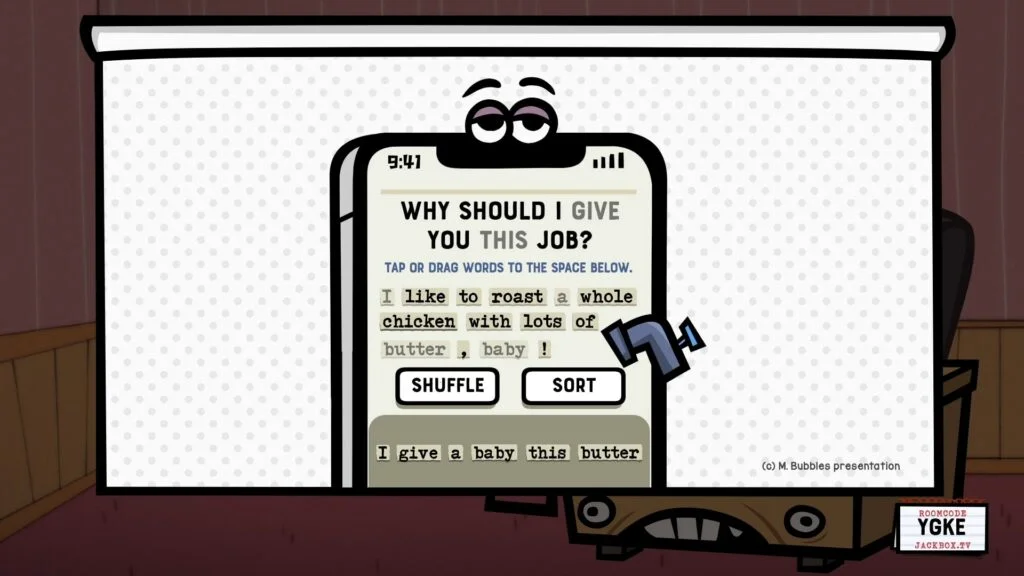 9:41
WHY SHOULD I GIVE
YOU THIS JOB?
TAP OR DRAG WORDS TO THE SPACE BELOW.
I like to roast a whole
chicken with lots of
butter , baby !
SHUFFLE SORT
I give a baby this butter
(c) M. Bubbles presentation
ROOMCODE
YGKE
JACKBOX.TV